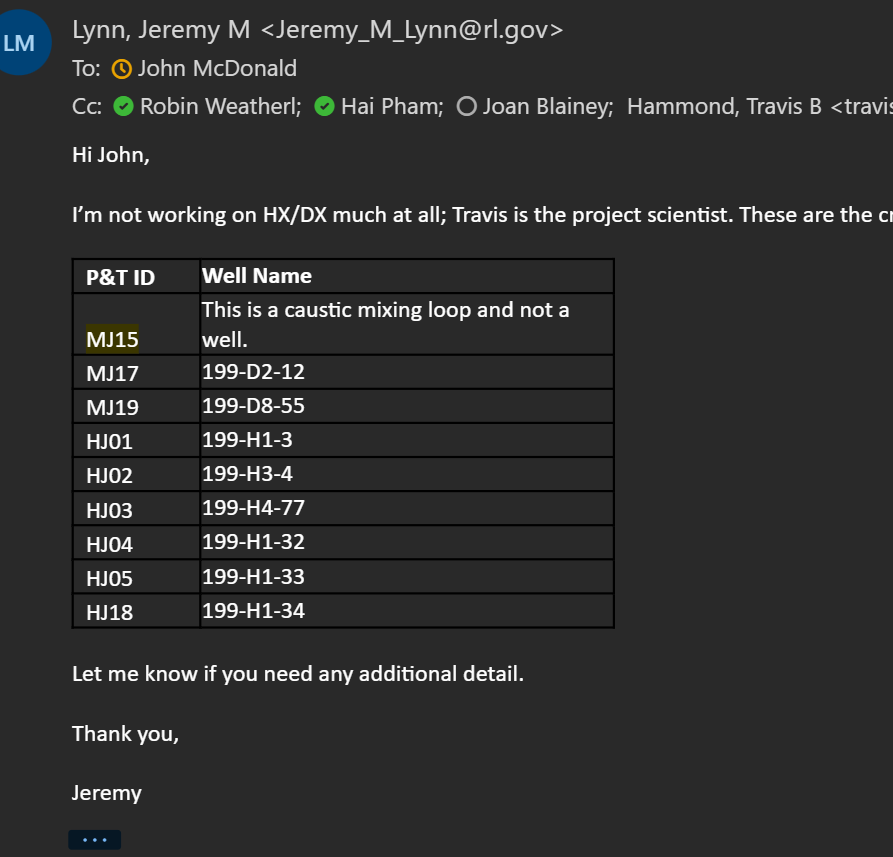 LM
Lynn, Jeremy M <Jeremy_M_Lynn@rl.gov>
To: John McDonald
Cc: Robin Weatherl; Hai Pham; Joan Blainey; Hammond, Travis B <travis
Hi John,
I’m not working on HX/DX much at all; Travis is the project scientist. These are the
P&T ID Well Name
This is a caustic mixing loop and not a
MJ15 well.
MJ17 199-D2-12
MJ19 199-D8-55
HJ01 199-H1-3
HJ02 199-H3-4
HJ03 199-H4-77
HJ04 199-H1-32
HJ05 199-H1-33
HJ18 199-H1-34
Let me know if you need any additional detail.
Thank you,
Jeremy